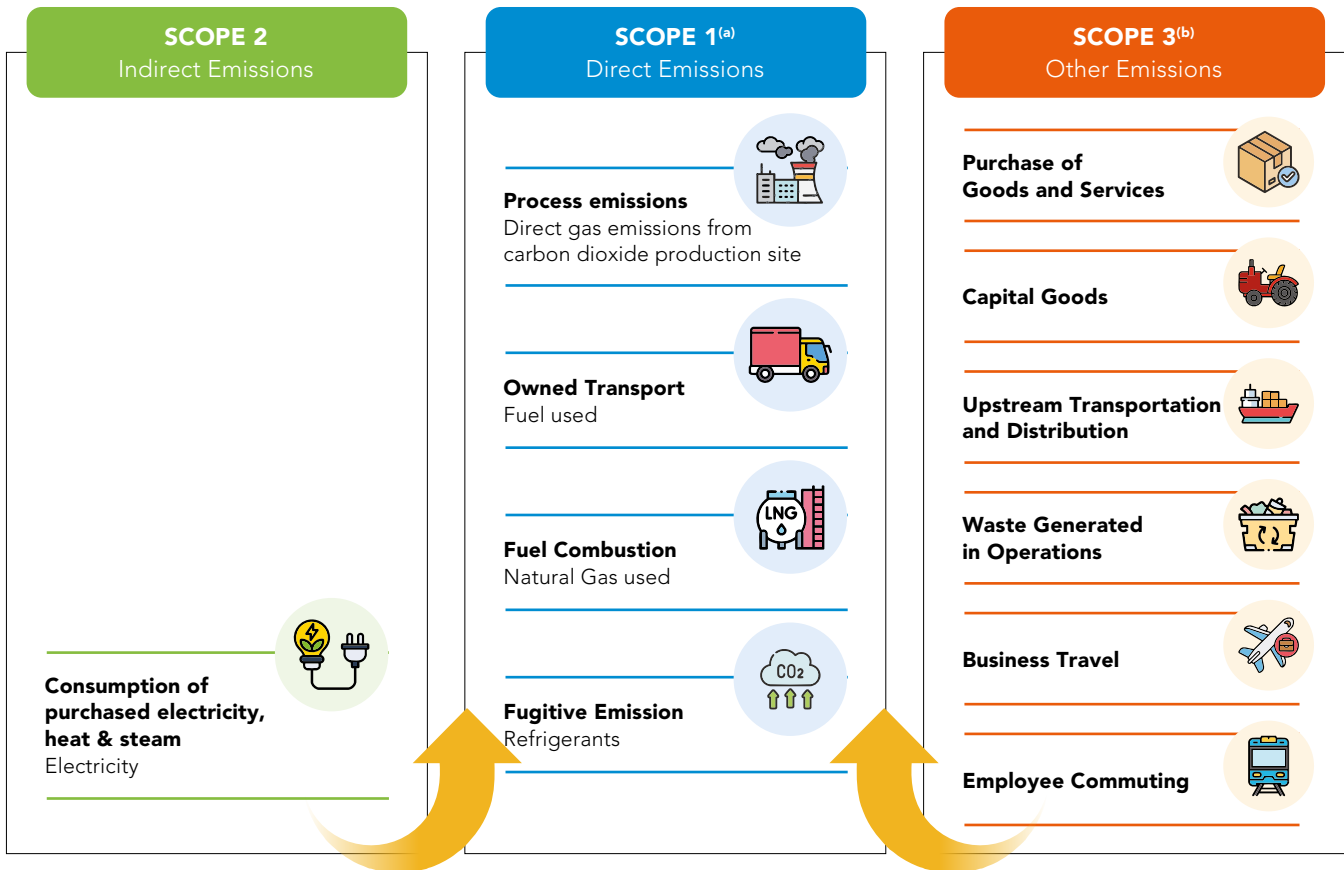 SCOPE 2
Indirect Emissions
Consumption of
purchased electricity,
heat & steam
Electricity
SCOPE 1(a)
Direct Emissions
Process emissions
Direct gas emissions from
carbon dioxide production site
Owned Transport
Fuel used
LNG
Fuel Combustion
Natural Gas used
CO2
Fugitive Emission
Refrigerants
SCOPE 3(b)
Other Emissions
Purchase of
Goods and Services
Capital Goods
Upstream Transportation
and Distribution
Waste Generated
in Operations
Business Travel
Employee Commuting